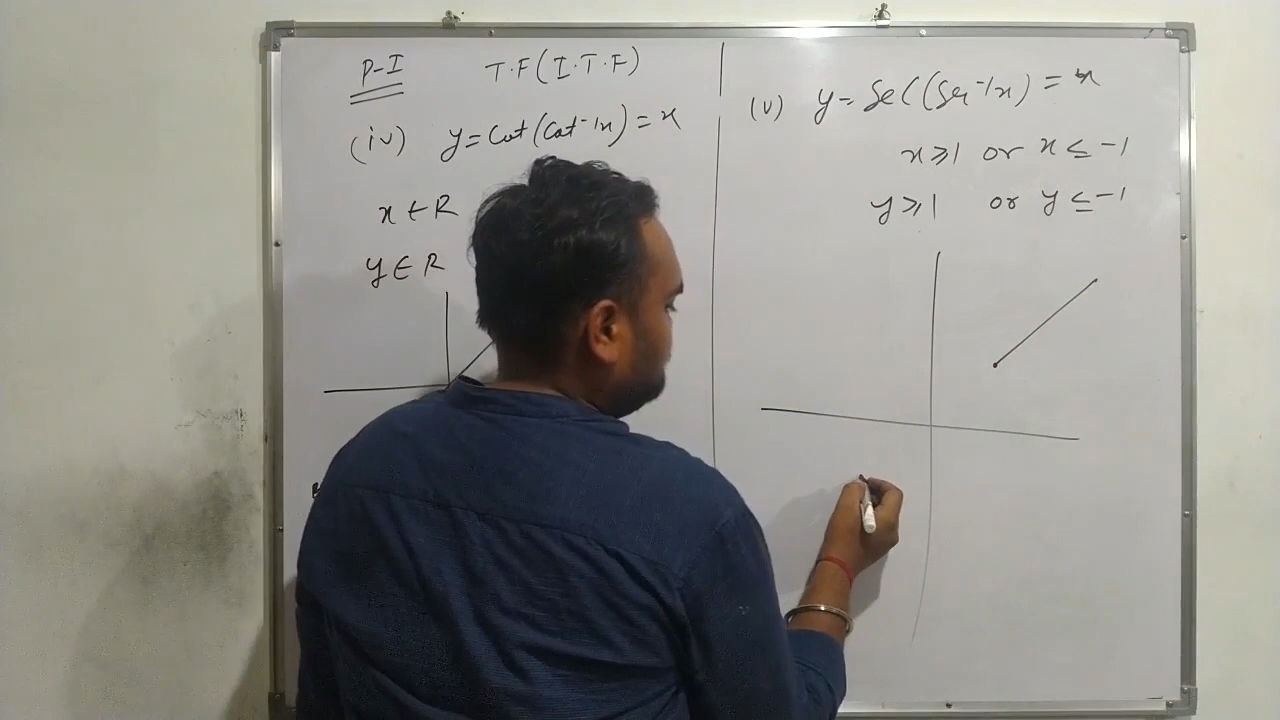 P-I T.F(I.T.F)
(iv) y=Cot(Cot⁻¹x)=x
x∈R
y∈R
(v) y=Sec(Sec⁻¹x)=x
x≥1 or x≤-1
y≥1 or y≤-1